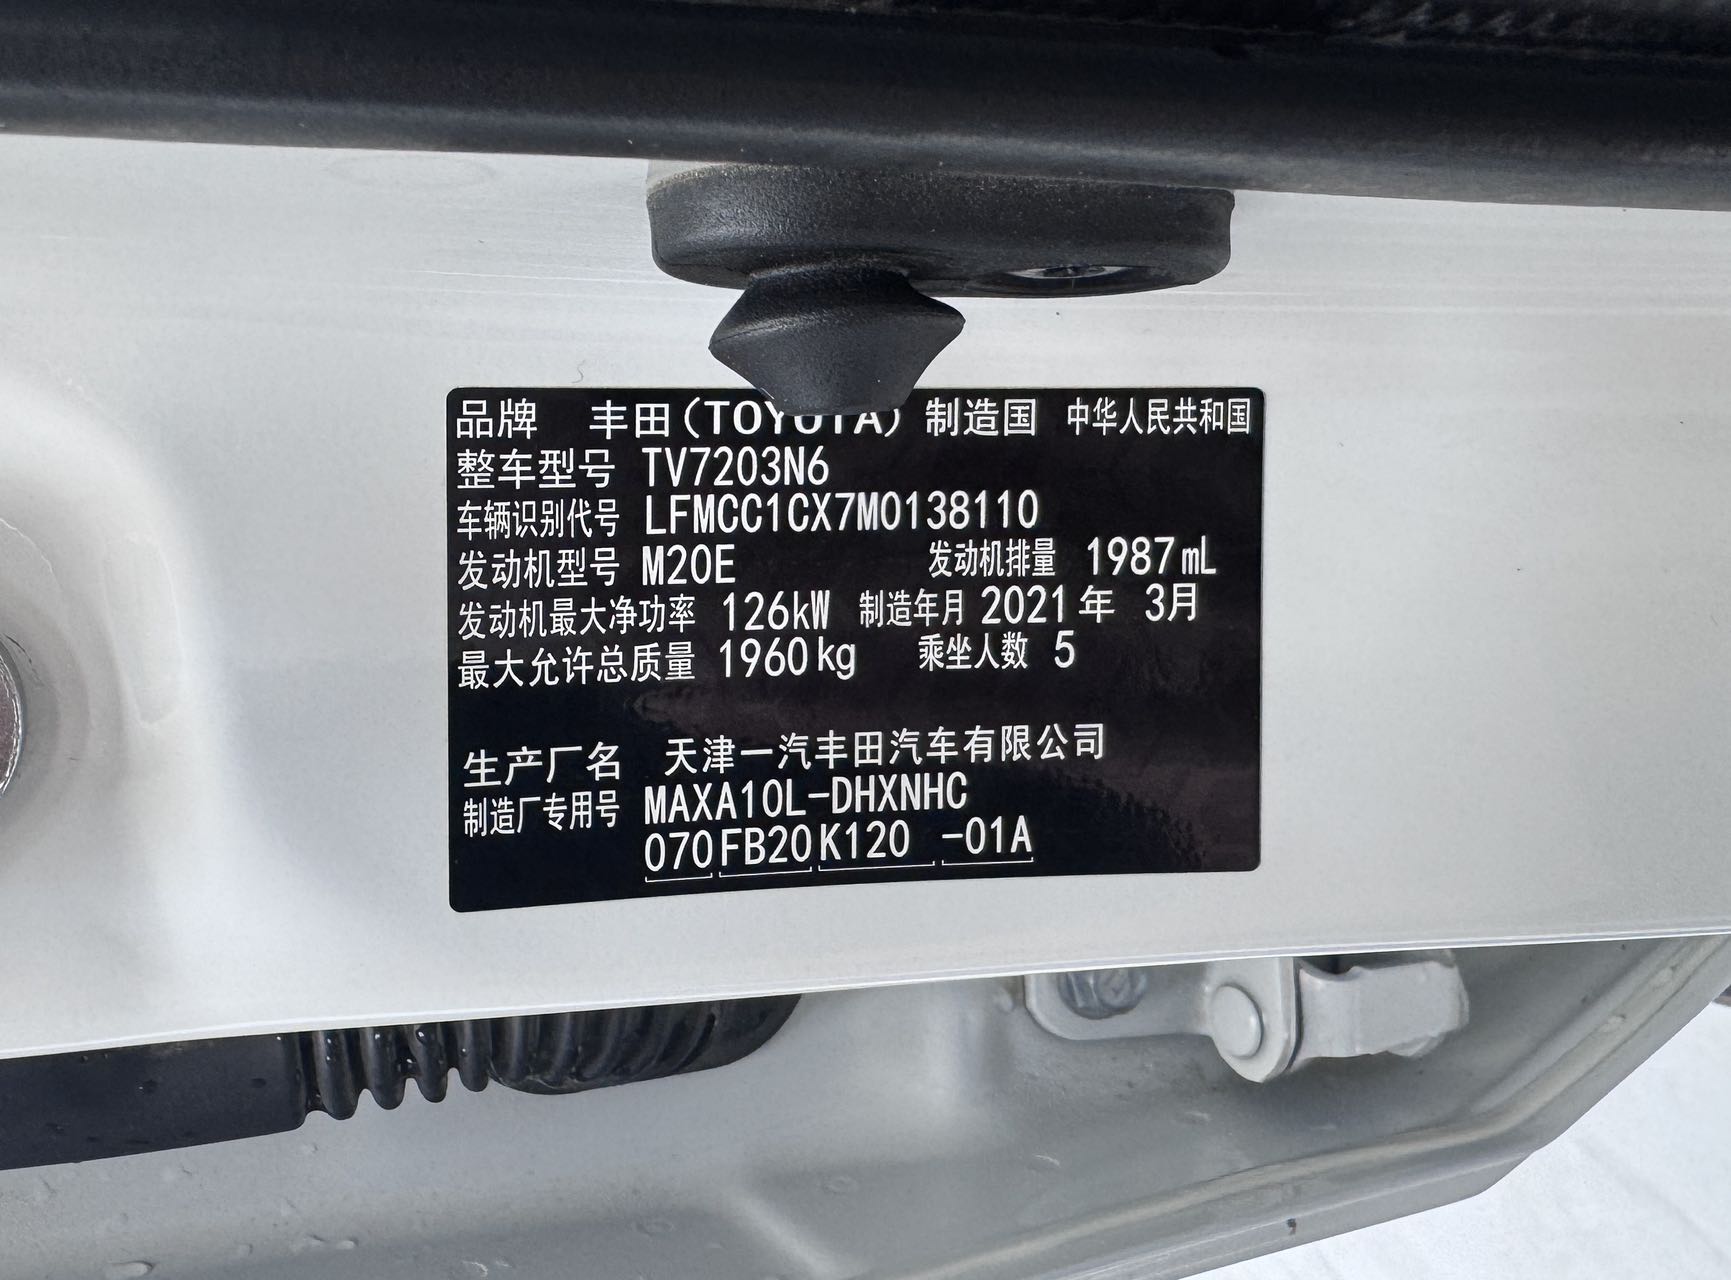 品牌 丰田(TOYOTA) 制造国 中华人民共和国
整车型号 TV7203N6
车辆识别代号 LFMCC1CX7M0138110
发动机型号 M20E 发动机排量 1987mL
发动机最大净功率 126kW 制造年月 2021年 3月
最大允许总质量 1960kg 乘坐人数 5
生产厂名 天津一汽丰田汽车有限公司
制造厂专用号 MAXA10L-DHXNHC
070FB20K120 -01A